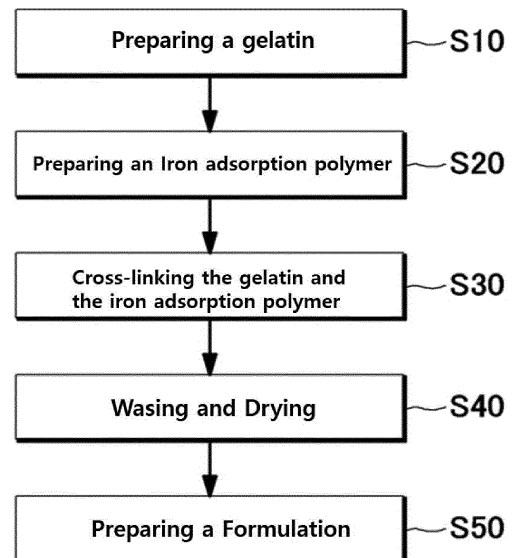 Preparing a gelatin S10
Preparing an Iron adsorption polymer S20
Cross-linking the gelatin and
the iron adsorption polymer S30
Wasing and Drying S40
Preparing a Formulation S50